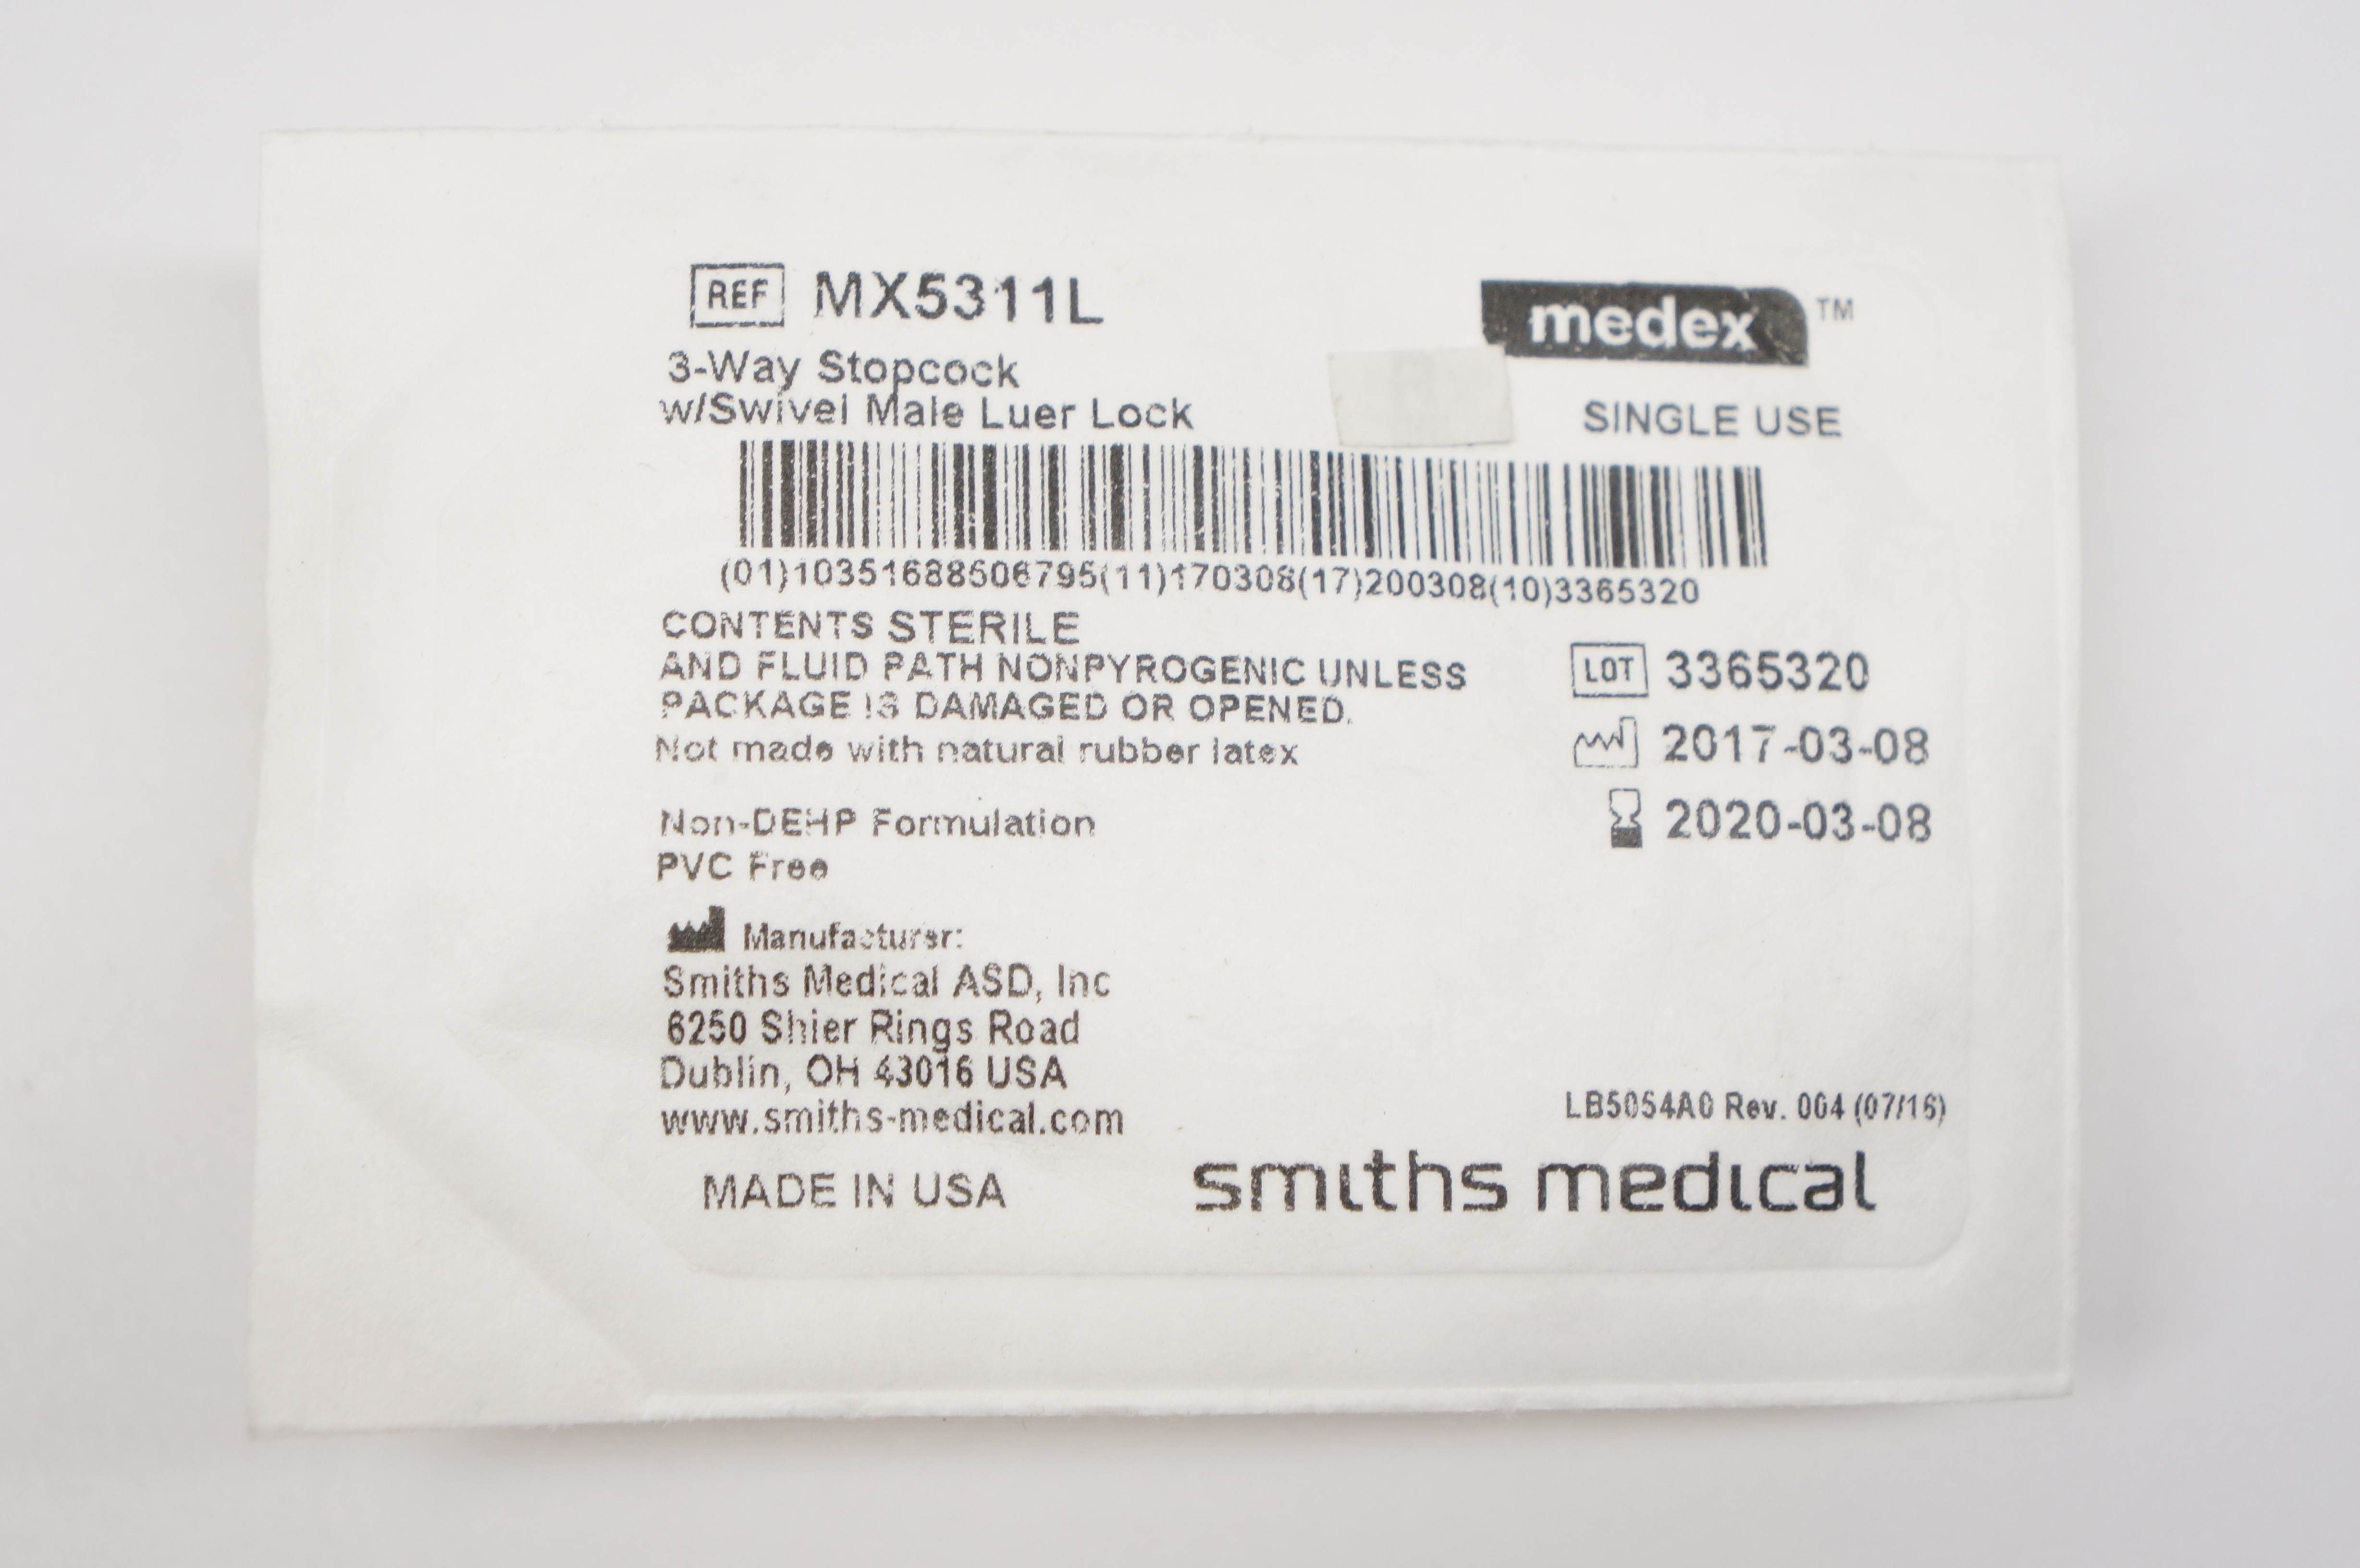 REF MX5311L
medex™
3-Way Stopcock
w/Swivel Male Luer Lock
SINGLE USE
(01)10351688506795(11)170308(17)200308(10)3365320
CONTENTS STERILE
AND FLUID PATH NONPYROGENIC UNLESS
PACKAGE IS DAMAGED OR OPENED.
Not made with natural rubber latex
LOT 3365320
2017-03-08
2020-03-08
Non-DEHP Formulation
PVC Free
Manufacturer:
Smiths Medical ASD, Inc
6250 Shier Rings Road
Dublin, OH 43016 USA
www.smiths-medical.com
LB5054A0 Rev. 004 (07/16)
MADE IN USA
smiths medical